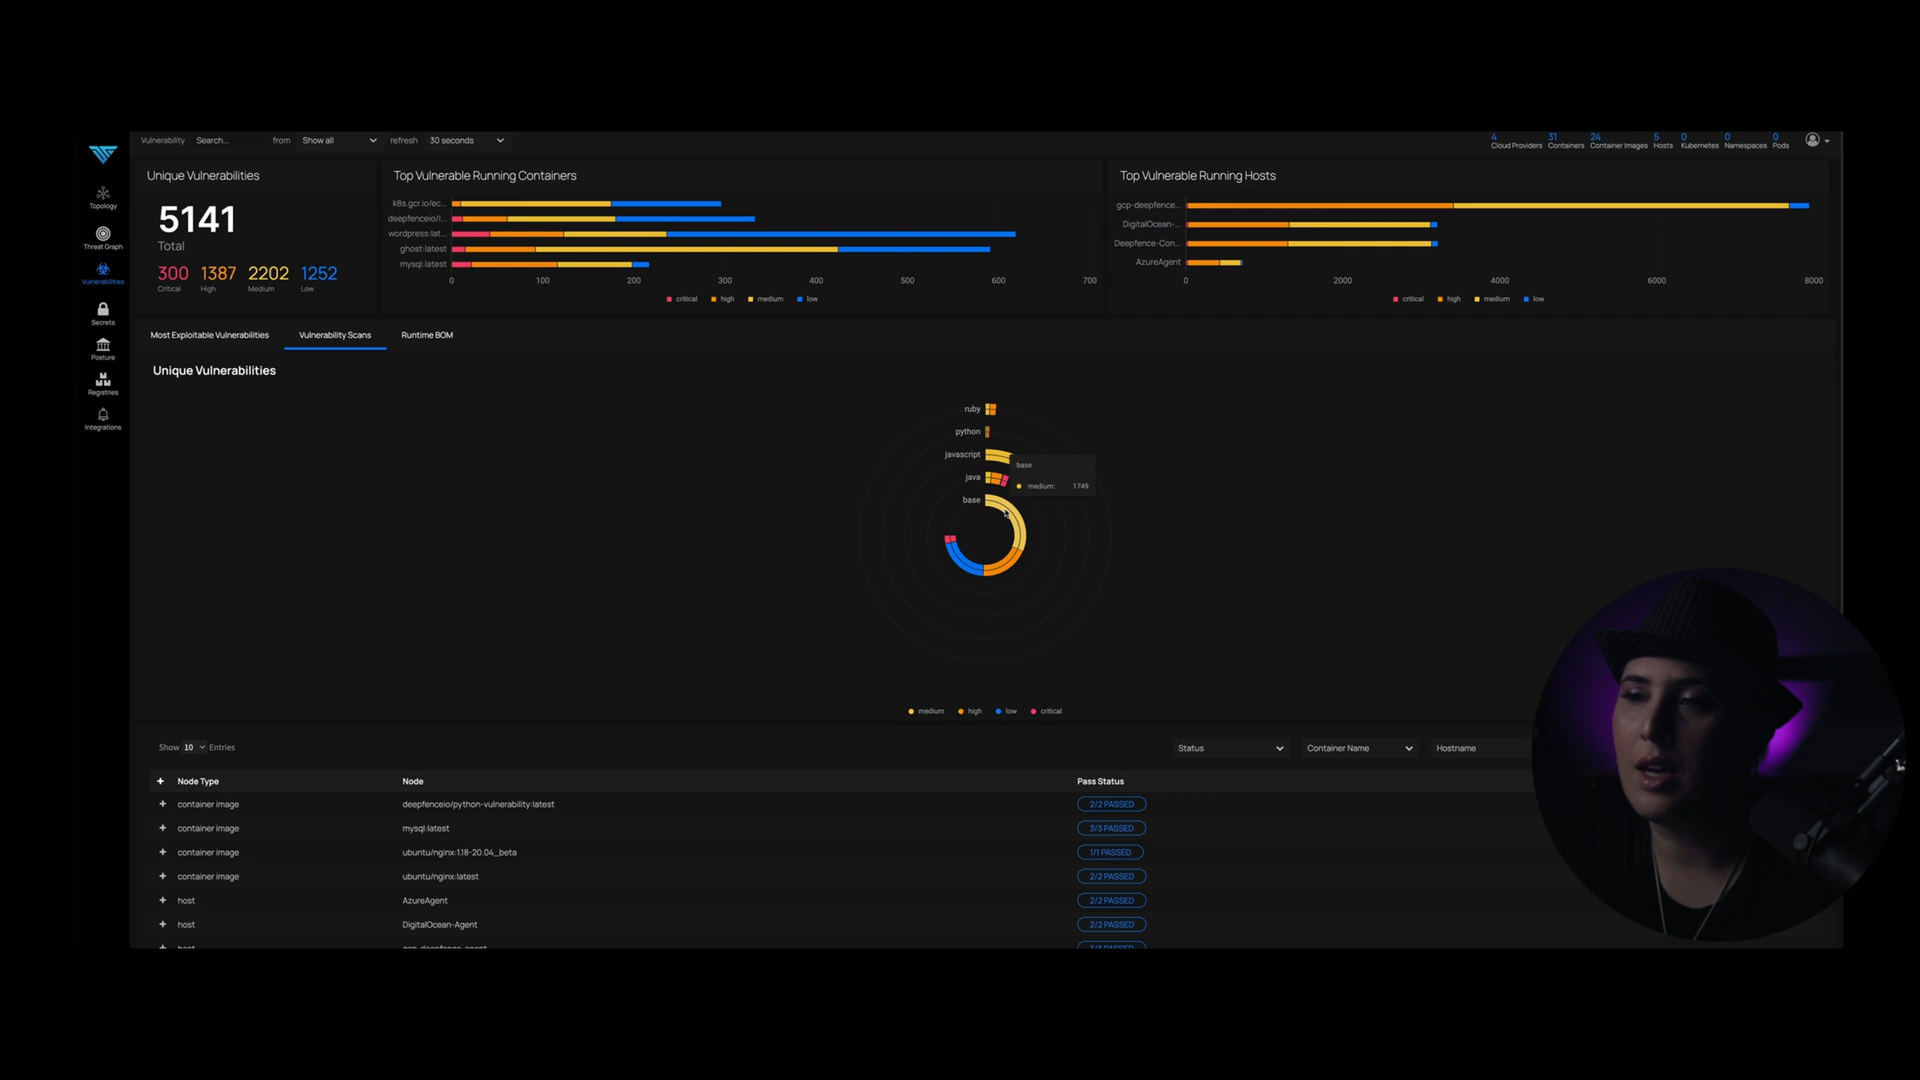 Vulnerability Search... from Show all refresh 30 seconds
4 31 24 5 0 0 0
Cloud Providers Containers Container Images Hosts Kubernetes Namespaces Pods
Topology
Threat Graph
Vulnerabilities
Secrets
Posture
Registries
Integrations
Unique Vulnerabilities
5141
Total
300 1387 2202 1252
Critical High Medium Low
Top Vulnerable Running Containers
k8s.gcr.io/ec...
deepfenceio/l...
wordpress:lat...
ghost:latest
mysql:latest
0 100 200 300 400 500 600 700
critical high medium low
Top Vulnerable Running Hosts
gcp-deepfence...
DigitalOcean-...
Deepfence-Con...
AzureAgent
0 2000 4000 6000 8000
critical high medium low
Most Exploitable Vulnerabilities Vulnerability Scans Runtime BOM
Unique Vulnerabilities
ruby
python
javascript
java
base
base
medium: 1749
medium high low critical
Show 10 Entries
Status Container Name Hostname
Node Type Node Pass Status
container image deepfenceio/python-vulnerability:latest 2/2 PASSED
container image mysql:latest 3/3 PASSED
container image ubuntu/nginx:1.18-20.04_beta 1/1 PASSED
container image ubuntu/nginx:latest 2/2 PASSED
host AzureAgent 2/2 PASSED
host DigitalOcean-Agent 2/2 PASSED
host gcp-deepfence-agent 3/3 PASSED